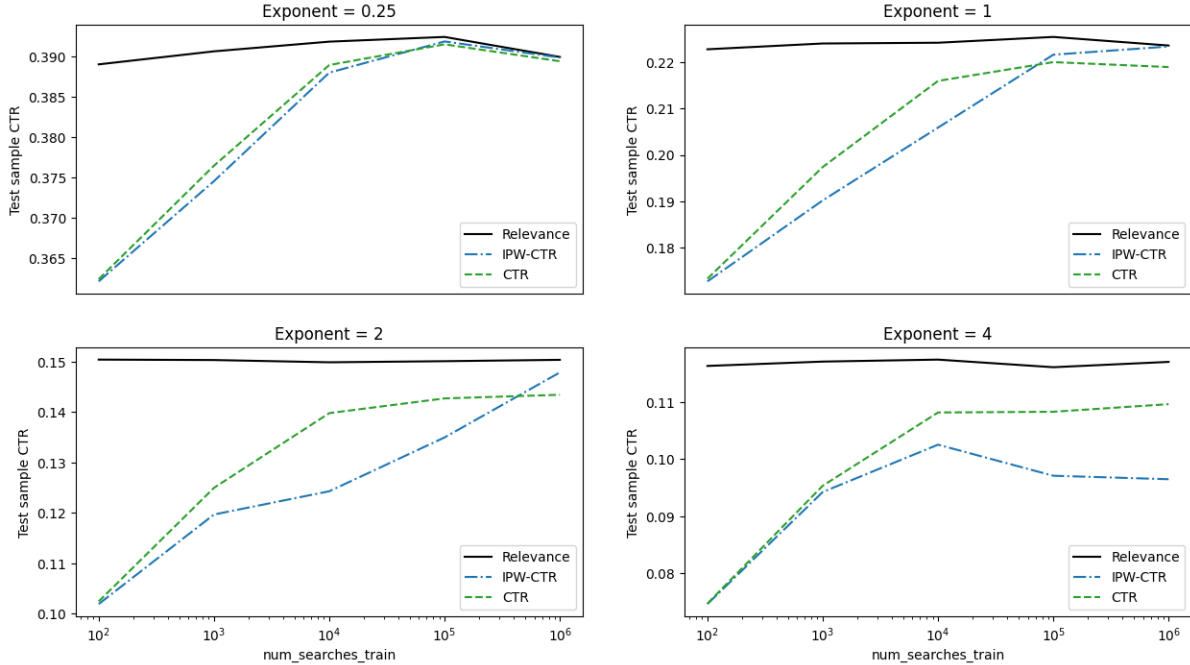 Exponent = 0.25
Test sample CTR
0.390
0.385
0.380
0.375
0.370
0.365
Relevance
IPW-CTR
CTR
Exponent = 1
Test sample CTR
0.22
0.21
0.20
0.19
0.18
Relevance
IPW-CTR
CTR
Exponent = 2
Test sample CTR
0.15
0.14
0.13
0.12
0.11
0.10
Relevance
IPW-CTR
CTR
10² 10³ 10⁴ 10⁵ 10⁶
num_searches_train
Exponent = 4
Test sample CTR
0.11
0.10
0.09
0.08
Relevance
IPW-CTR
CTR
10² 10³ 10⁴ 10⁵ 10⁶
num_searches_train